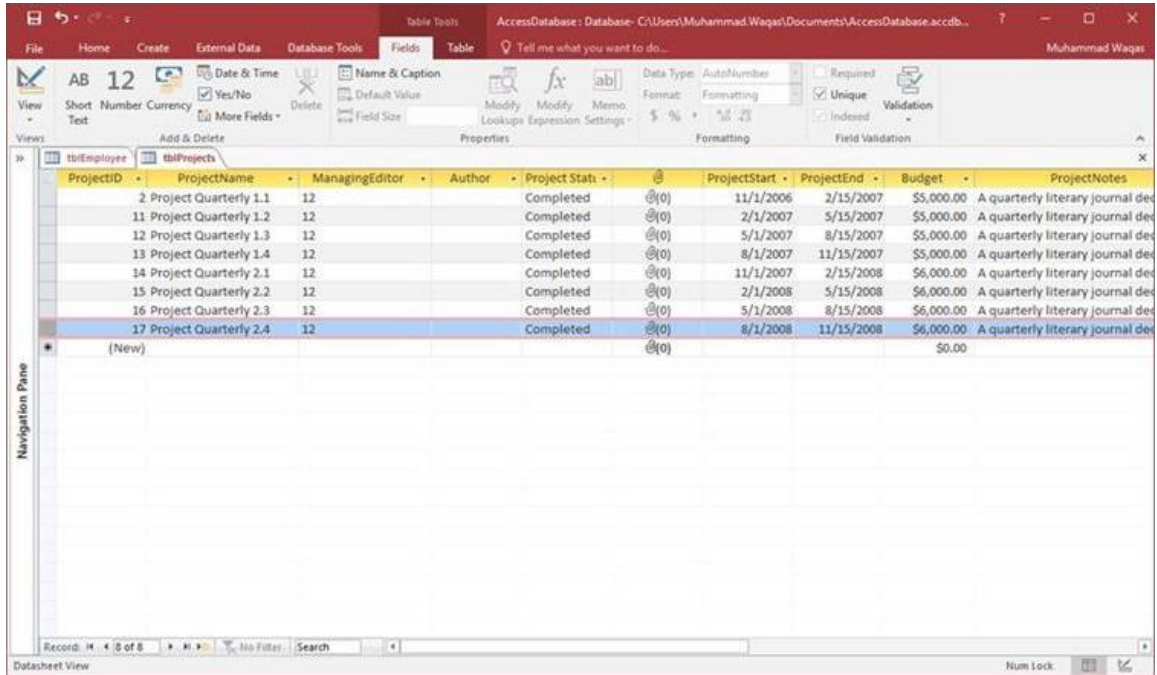 Table Tools AccessDatabase : Database- C:\Users\Muhammad.Waqas\Documents\AccessDatabase.accdb... ?
File Home Create External Data Database Tools Fields Table Tell me what you want to do... Muhammad Waqas
AB 12 Date & Time Name & Caption fx ab| Data Type: AutoNumber Required
Yes/No Default Value Format: Formatting Unique
View Short Text Number Currency More Fields Delete Field Size Modify Lookups Modify Expression Memo Settings $ % Indexed Validation
Views Add & Delete Properties Formatting Field Validation
tblEmployee tblProjects
ProjectID ProjectName ManagingEditor Author Project Statu ProjectStart ProjectEnd Budget ProjectNotes
2 Project Quarterly 1.1 12 Completed (0) 11/1/2006 2/15/2007 $5,000.00 A quarterly literary journal dec
11 Project Quarterly 1.2 12 Completed (0) 2/1/2007 5/15/2007 $5,000.00 A quarterly literary journal dec
12 Project Quarterly 1.3 12 Completed (0) 5/1/2007 8/15/2007 $5,000.00 A quarterly literary journal dec
13 Project Quarterly 1.4 12 Completed (0) 8/1/2007 11/15/2007 $5,000.00 A quarterly literary journal dec
14 Project Quarterly 2.1 12 Completed (0) 11/1/2007 2/15/2008 $6,000.00 A quarterly literary journal dec
15 Project Quarterly 2.2 12 Completed (0) 2/1/2008 5/15/2008 $6,000.00 A quarterly literary journal dec
16 Project Quarterly 2.3 12 Completed (0) 5/1/2008 8/15/2008 $6,000.00 A quarterly literary journal dec
17 Project Quarterly 2.4 12 Completed (0) 8/1/2008 11/15/2008 $6,000.00 A quarterly literary journal dec
(New) (0) $0.00
Navigation Pane
Record: 8 of 8 No Filter Search
Datasheet View Num Lock